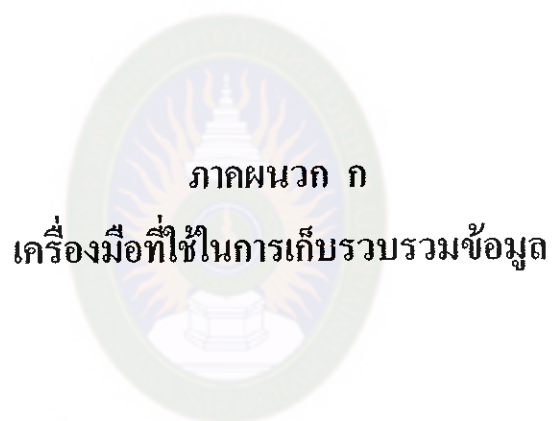 ภาคผนวก ก
เครื่องมือที่ใช้ในการเก็บรวบรวมข้อมูล